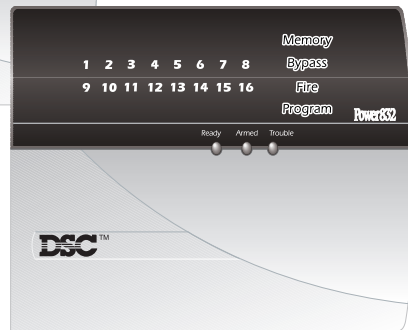 Memory
1 2 3 4 5 6 7 8 Bypass
9 10 11 12 13 14 15 16 Fire
Program Power832
Ready Armed Trouble
DSC™